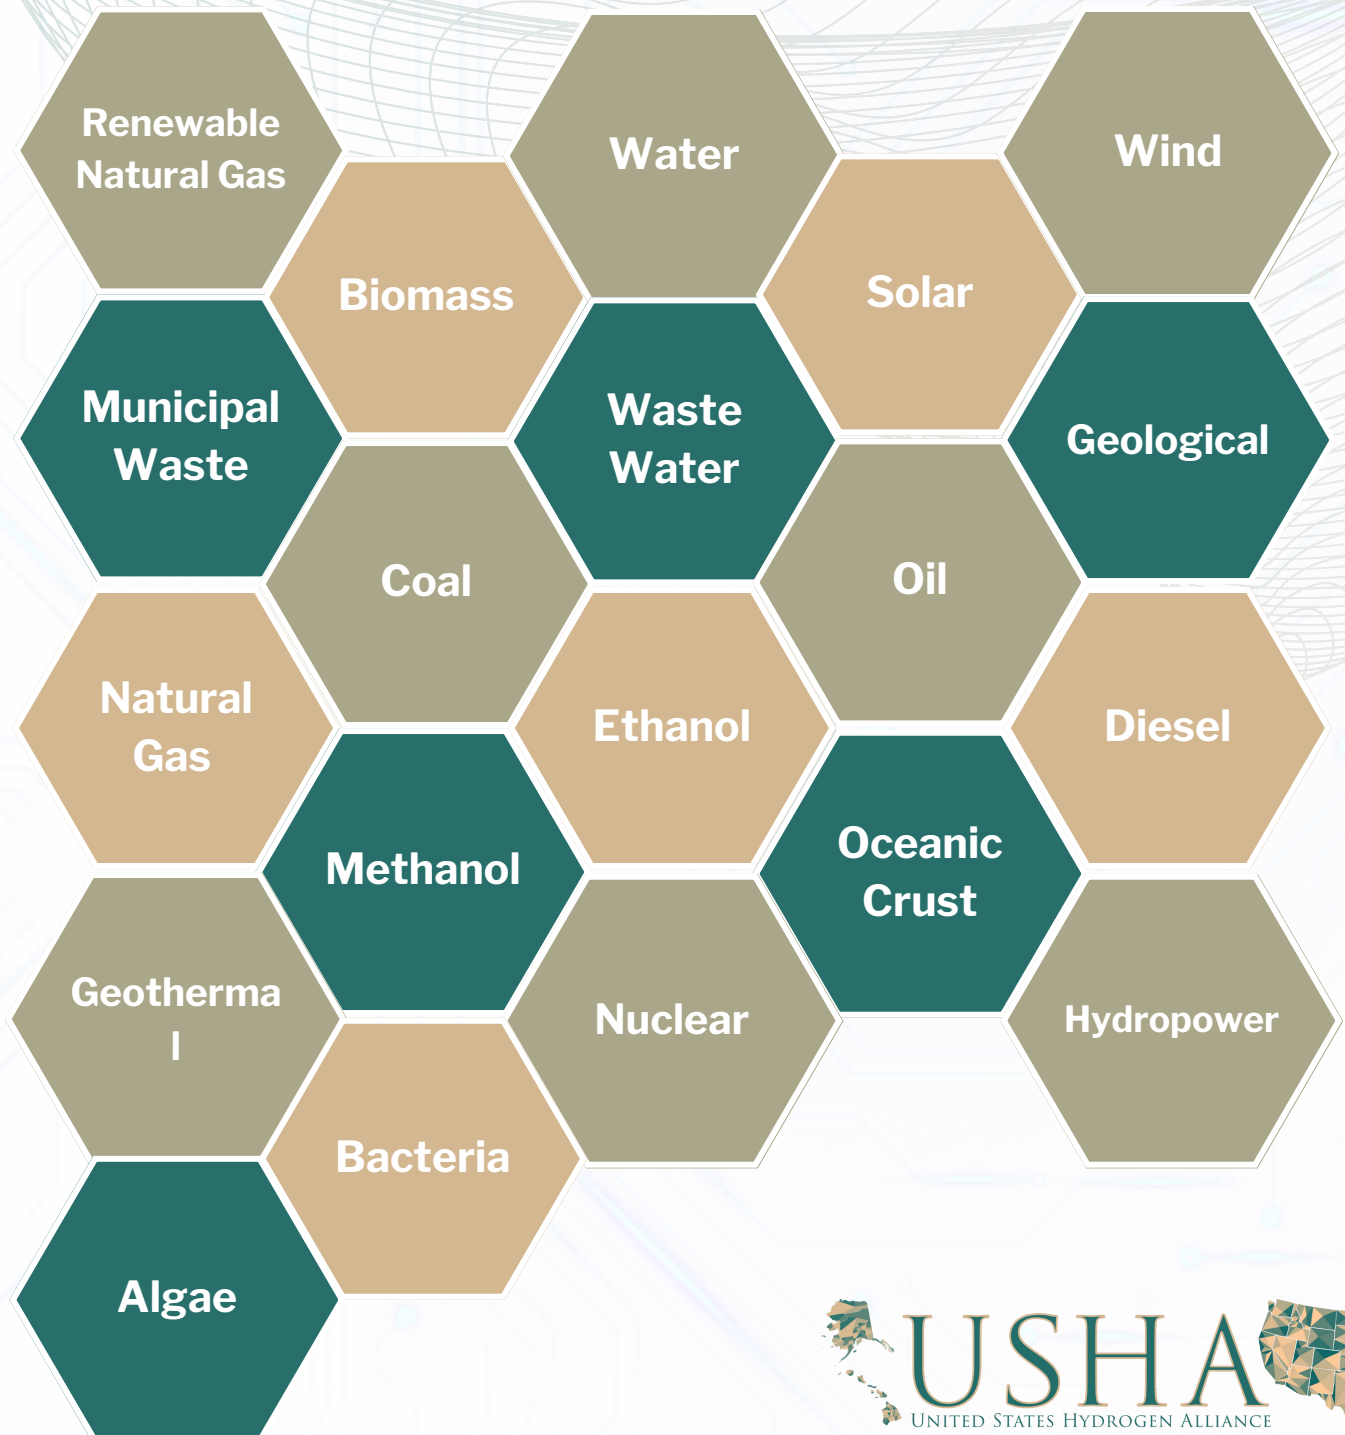 Renewable
Natural Gas
Water
Wind
Biomass
Solar
Municipal
Waste
Waste
Water
Geological
Coal
Oil
Natural
Gas
Ethanol
Diesel
Methanol
Oceanic
Crust
Geotherma
l
Nuclear
Hydropower
Bacteria
Algae
USHA
UNITED STATES HYDROGEN ALLIANCE